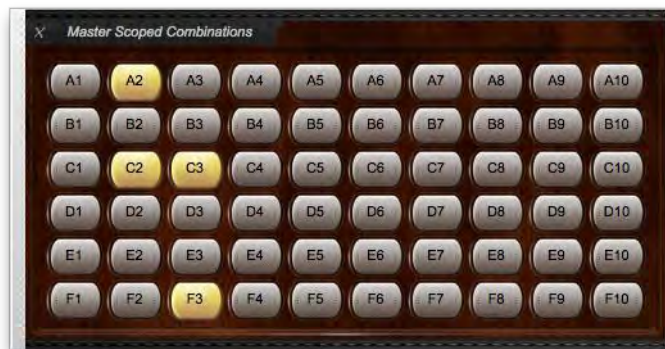 X Master Scoped Combinations
A1 A2 A3 A4 A5 A6 A7 A8 A9 A10
B1 B2 B3 B4 B5 B6 B7 B8 B9 B10
C1 C2 C3 C4 C5 C6 C7 C8 C9 C10
D1 D2 D3 D4 D5 D6 D7 D8 D9 D10
E1 E2 E3 E4 E5 E6 E7 E8 E9 E10
F1 F2 F3 F4 F5 F6 F7 F8 F9 F10